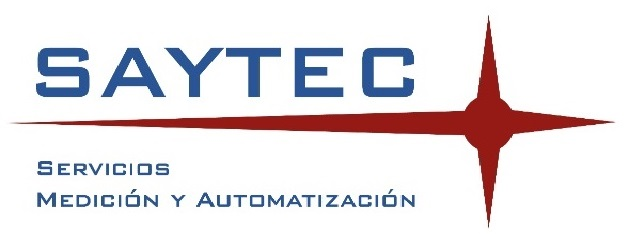 SAYTEC
SERVICIOS
MEDICIÓN Y AUTOMATIZACIÓN